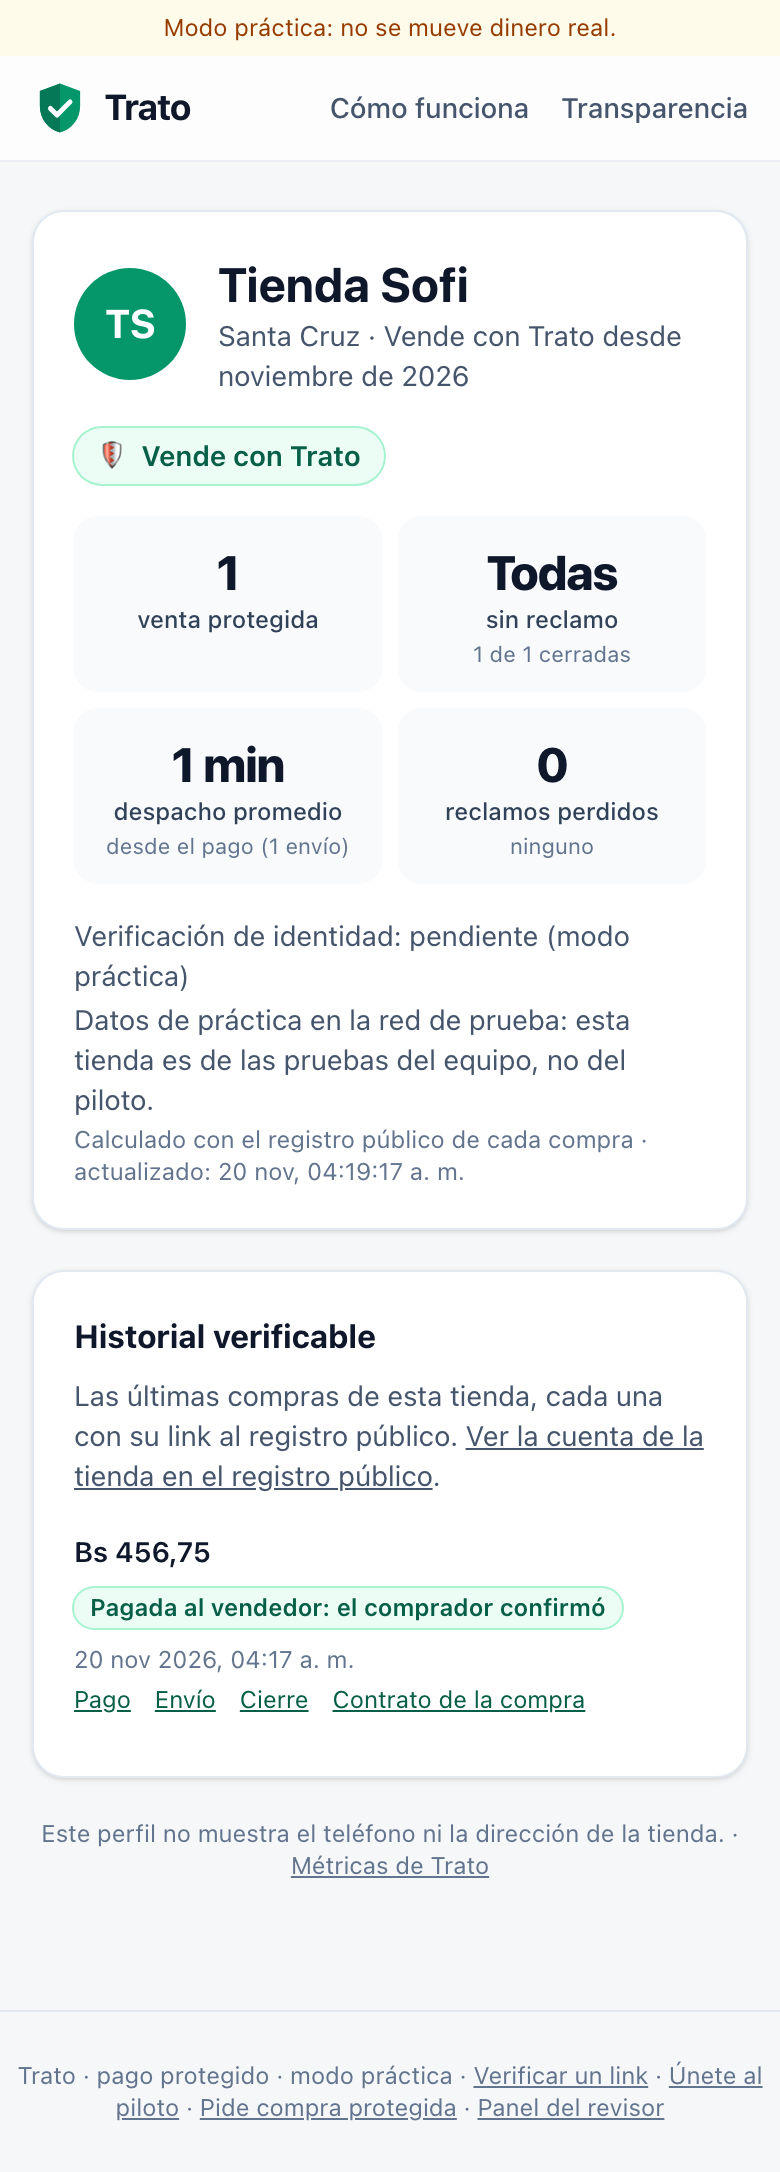 Modo práctica: no se mueve dinero real.
Trato
Cómo funciona
Transparencia
TS
Tienda Sofi
Santa Cruz · Vende con Trato desde
noviembre de 2026
Vende con Trato
1
venta protegida
Todas
sin reclamo
1 de 1 cerradas
1 min
despacho promedio
desde el pago (1 envío)
0
reclamos perdidos
ninguno
Verificación de identidad: pendiente (modo
práctica)
Datos de práctica en la red de prueba: esta
tienda es de las pruebas del equipo, no del
piloto.
Calculado con el registro público de cada compra ·
actualizado: 20 nov, 04:19:17 a. m.
Historial verificable
Las últimas compras de esta tienda, cada una
con su link al registro público. Ver la cuenta de la
tienda en el registro público.
Bs 456,75
Pagada al vendedor: el comprador confirmó
20 nov 2026, 04:17 a. m.
Pago Envío Cierre Contrato de la compra
Este perfil no muestra el teléfono ni la dirección de la tienda. ·
Métricas de Trato
Trato · pago protegido · modo práctica · Verificar un link · Únete al
piloto · Pide compra protegida · Panel del revisor